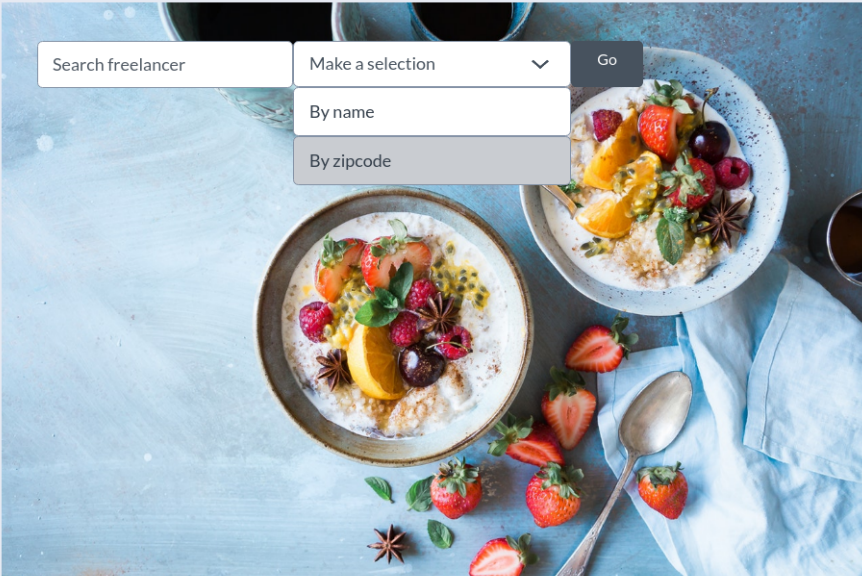 Search freelancer
Make a selection
Go
By name
By zipcode